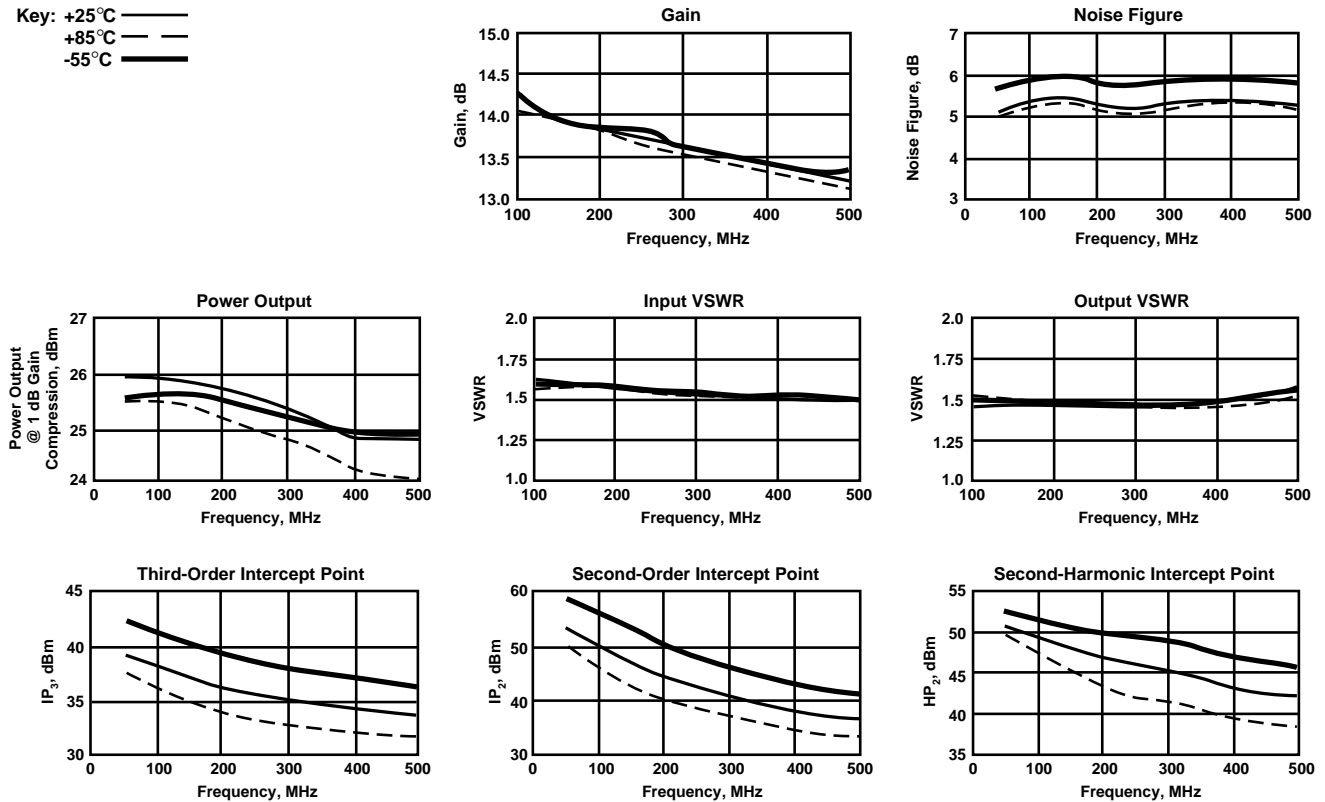 Key: +25°C
+85°C
-55°C
Gain
15.0
14.5
14.0
13.5
13.0
Gain, dB
100 200 300 400 500
Frequency, MHz
Noise Figure
7
6
5
4
3
Noise Figure, dB
0 100 200 300 400 500
Frequency, MHz
Power Output
27
26
25
24
Power Output
@ 1 dB Gain
Compression, dBm
0 100 200 300 400 500
Frequency, MHz
Input VSWR
2.0
1.75
1.5
1.25
1.0
VSWR
100 200 300 400 500
Frequency, MHz
Output VSWR
2.0
1.75
1.5
1.25
1.0
VSWR
100 200 300 400 500
Frequency, MHz
Third-Order Intercept Point
45
40
35
30
IP3, dBm
0 100 200 300 400 500
Frequency, MHz
Second-Order Intercept Point
60
50
40
30
IP2, dBm
0 100 200 300 400 500
Frequency, MHz
Second-Harmonic Intercept Point
55
50
45
40
35
HP2, dBm
0 100 200 300 400 500
Frequency, MHz